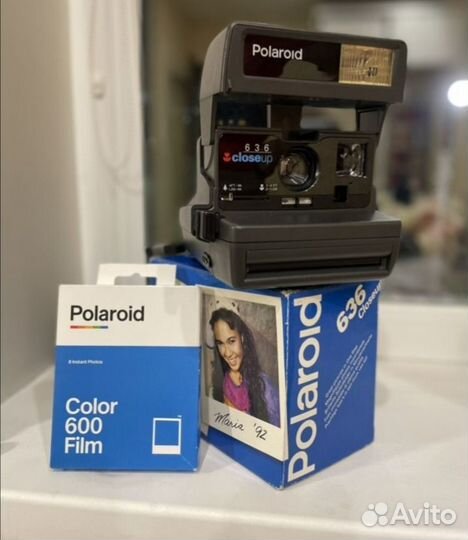 Polaroid
636
closeup
Polaroid
8 Instant Photos
Color
600
Film
Maria '92
Polaroid
636
Closeup
Avito